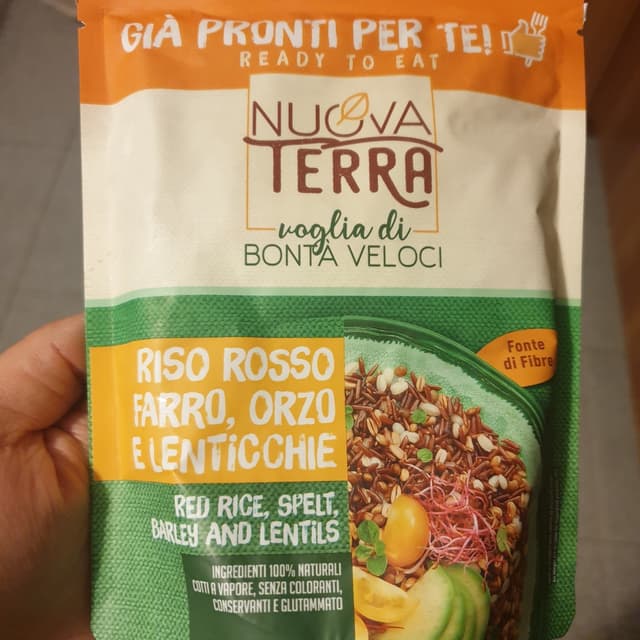 GIÀ PRONTI PER TE!
READY TO EAT
NUOVA
TERRA
voglia di
BONTÀ VELOCI
Fonte
di Fibre
RISO ROSSO
FARRO, ORZO
E LENTICCHIE
RED RICE, SPELT,
BARLEY AND LENTILS
INGREDIENTI 100% NATURALI
COTTI A VAPORE, SENZA COLORANTI,
CONSERVANTI E GLUTAMMATO